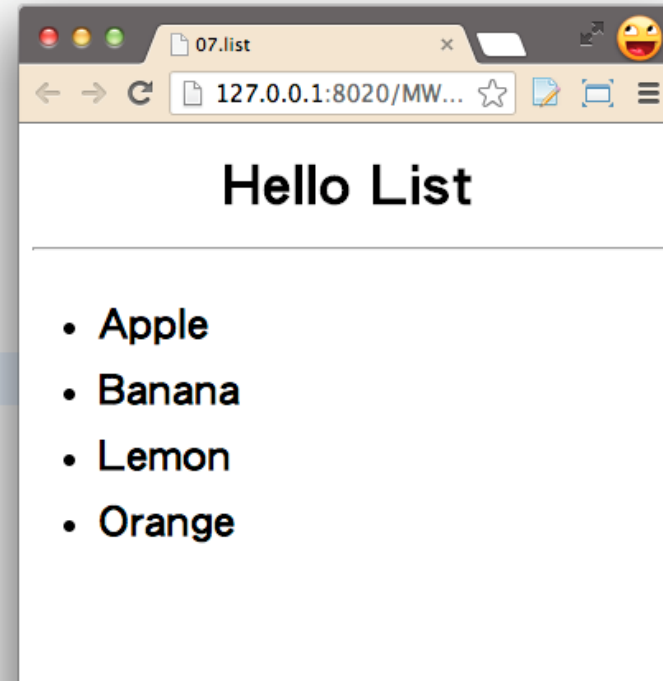 07.list
127.0.0.1:8020/MW...
Hello List
Apple
Banana
Lemon
Orange